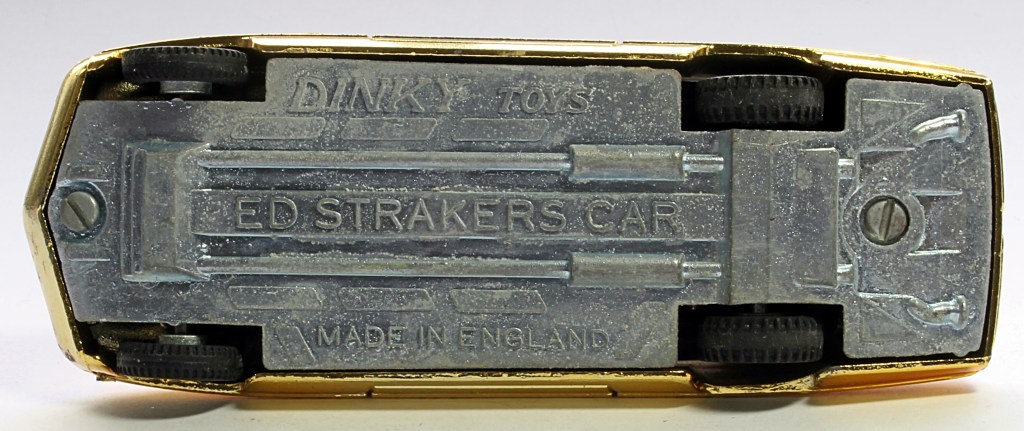 DINKY TOYS
ED STRAKERS CAR
MADE IN ENGLAND